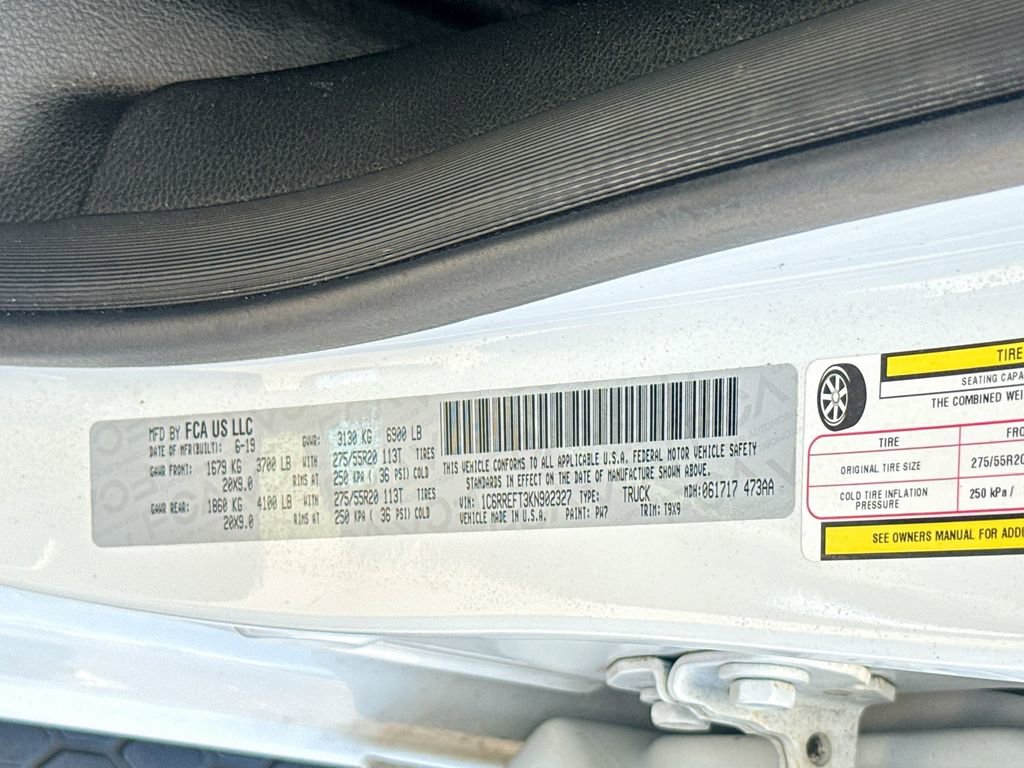 MFD BY FCA US LLC
DATE OF MFR(BUILT): 6-19
GVWR: 3130 KG 6900 LB
GAWR FRONT: 1679 KG 3700 LB WITH 275/55R20 113T TIRES
20X9.0 RIMS AT 250 KPA ( 36 PSI) COLD
GAWR REAR: 1860 KG 4100 LB WITH 275/55R20 113T TIRES
20X9.0 RIMS AT 250 KPA ( 36 PSI) COLD
THIS VEHICLE CONFORMS TO ALL APPLICABLE U.S.A. FEDERAL MOTOR VEHICLE SAFETY
STANDARDS IN EFFECT ON THE DATE OF MANUFACTURE SHOWN ABOVE.
VIN: 1C6RREFT3KN902327 TYPE: TRUCK MDH: 061717 473AA
VEHICLE MADE IN U.S.A. PAINT: PW7 TRIM: T9X9
TIRE
SEATING CAPA
THE COMBINED WEI
TIRE FRO
ORIGINAL TIRE SIZE 275/55R20
COLD TIRE INFLATION
PRESSURE
250 kPa /
SEE OWNERS MANUAL FOR ADDI